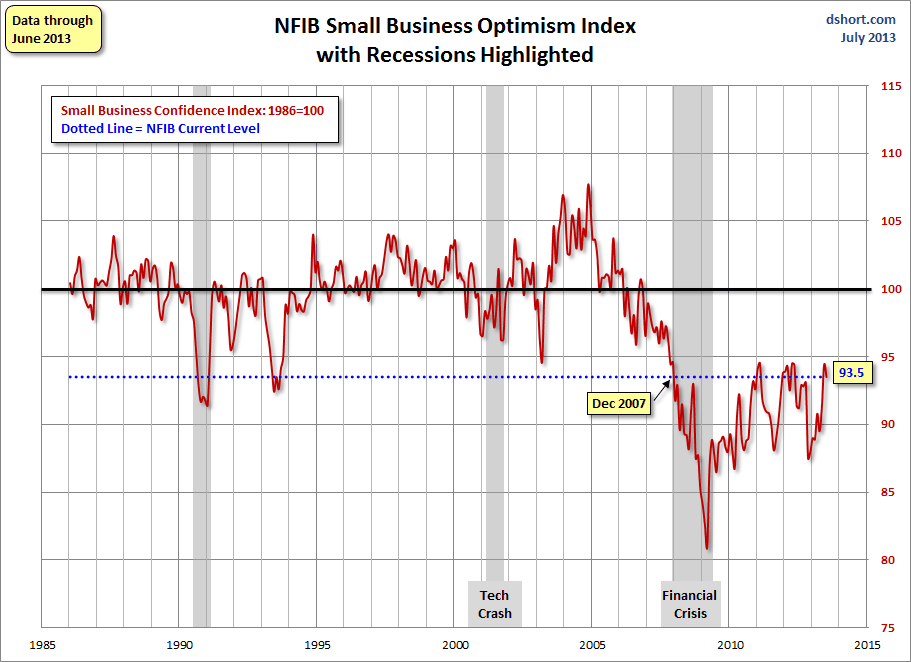 Data through
June 2013
NFIB Small Business Optimism Index
with Recessions Highlighted
dshort.com
July 2013
Small Business Confidence Index: 1986=100
Dotted Line = NFIB Current Level
115
110
105
100
95
90
85
80
75
93.5
Dec 2007
Tech
Crash
Financial
Crisis
1985
1990
1995
2000
2005
2010
2015